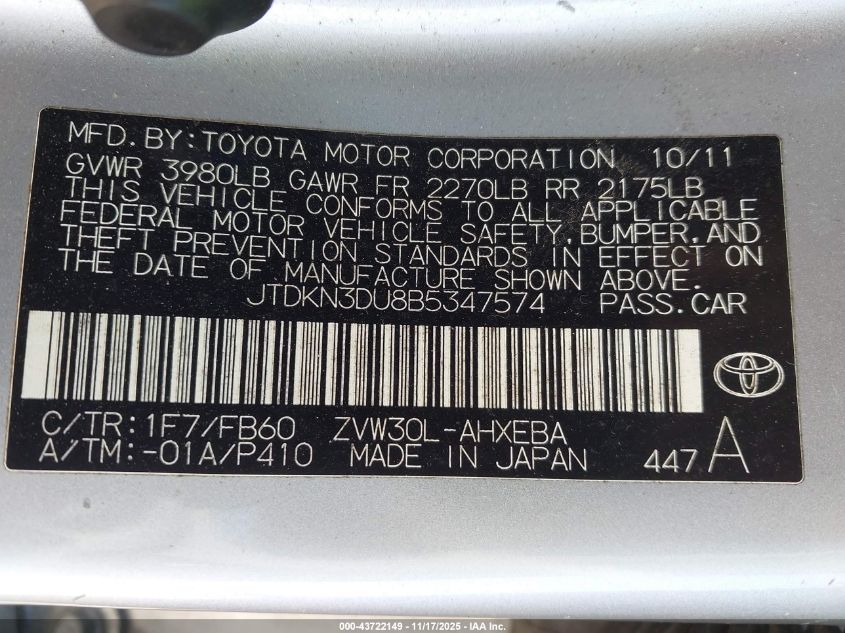 MFD. BY: TOYOTA MOTOR CORPORATION 10/11
GVWR 3980LB GAWR FR 2270LB RR 2175LB
THIS VEHICLE CONFORMS TO ALL APPLICABLE
FEDERAL MOTOR VEHICLE SAFETY, BUMPER, AND
THEFT PREVENTION STANDARDS IN EFFECT ON
THE DATE OF MANUFACTURE SHOWN ABOVE.
JTDKN3DU8B5347574 PASS. CAR
C/TR: 1F7/FB60 ZVW30L-AHXEBA
A/TM: -01A/P410 MADE IN JAPAN 447 A
000-43722149 - 11/17/2025 - IAA Inc.